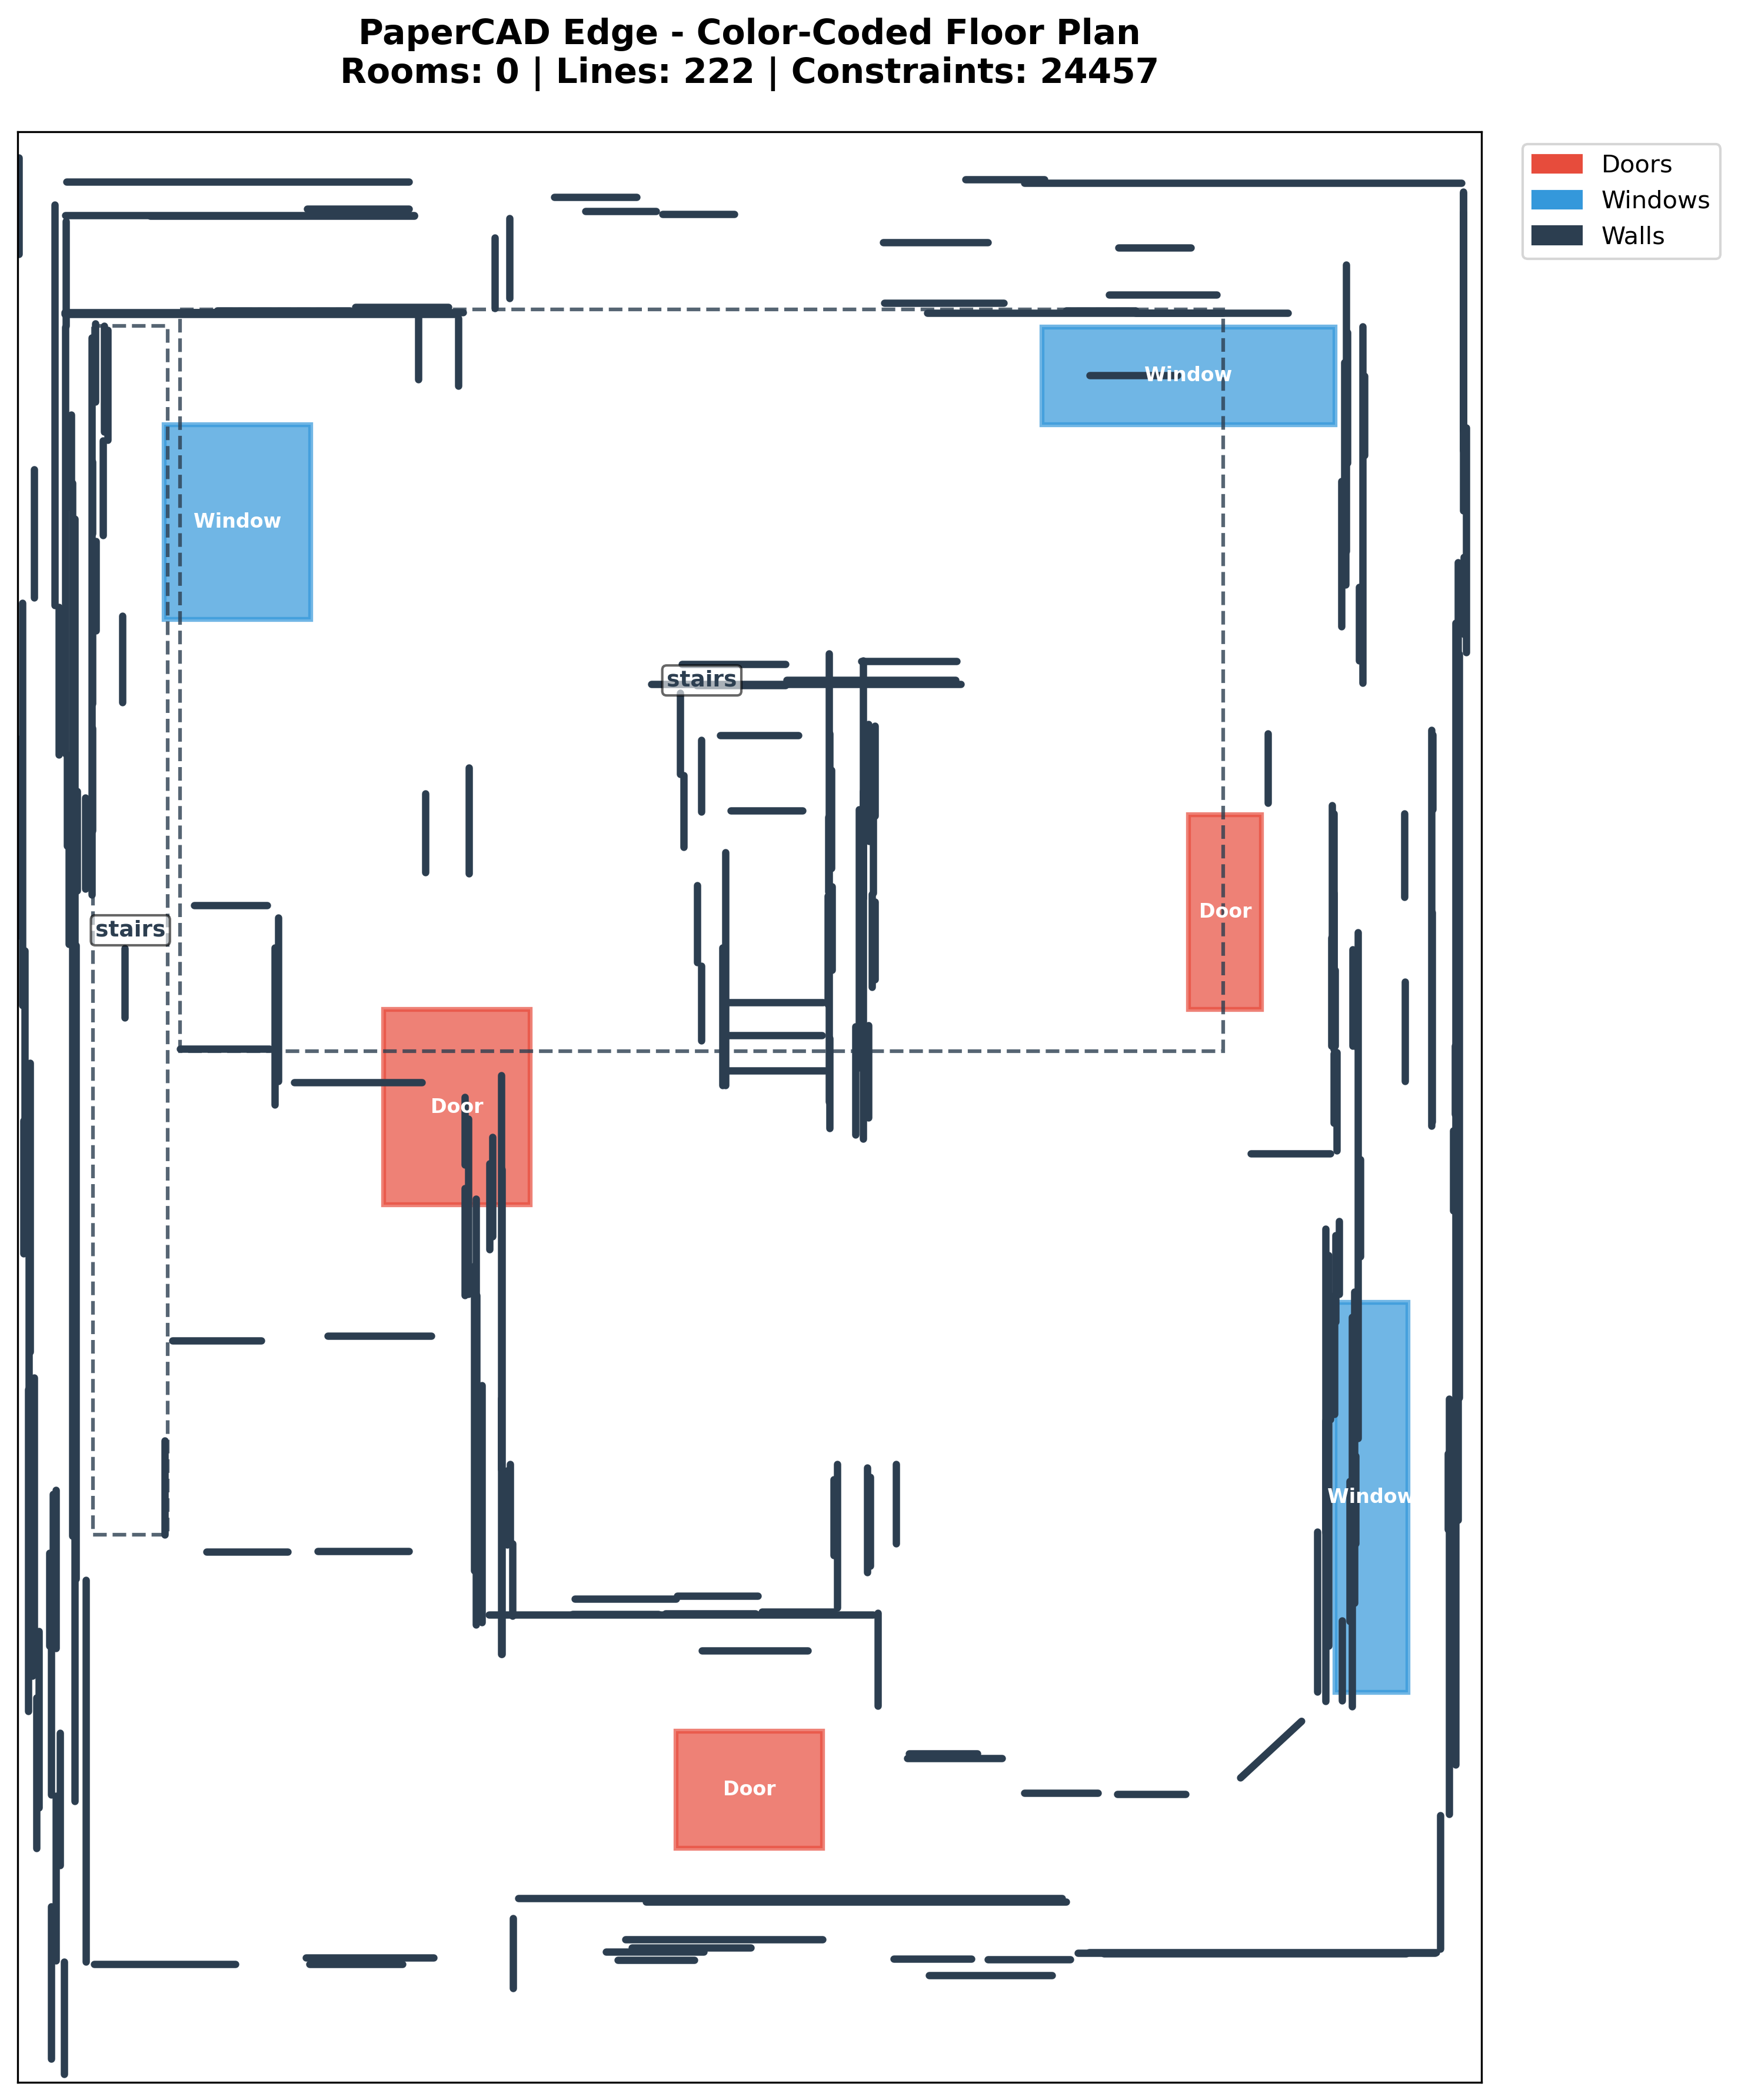 PaperCAD Edge - Color-Coded Floor Plan
Rooms: 0 | Lines: 222 | Constraints: 24457
Doors
Windows
Walls
Window
Window
stairs
Door
stairs
Door
Window
Door